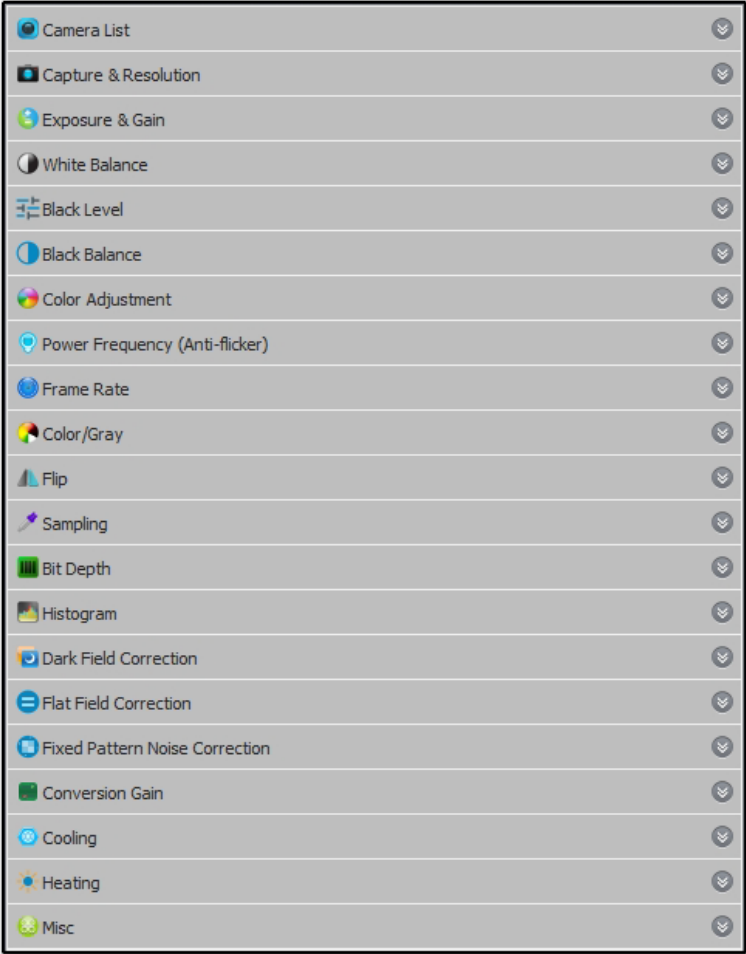 Camera List
Capture & Resolution
Exposure & Gain
White Balance
Black Level
Black Balance
Color Adjustment
Power Frequency (Anti-flicker)
Frame Rate
Color/Gray
Flip
Sampling
Bit Depth
Histogram
Dark Field Correction
Flat Field Correction
Fixed Pattern Noise Correction
Conversion Gain
Cooling
Heating
Misc